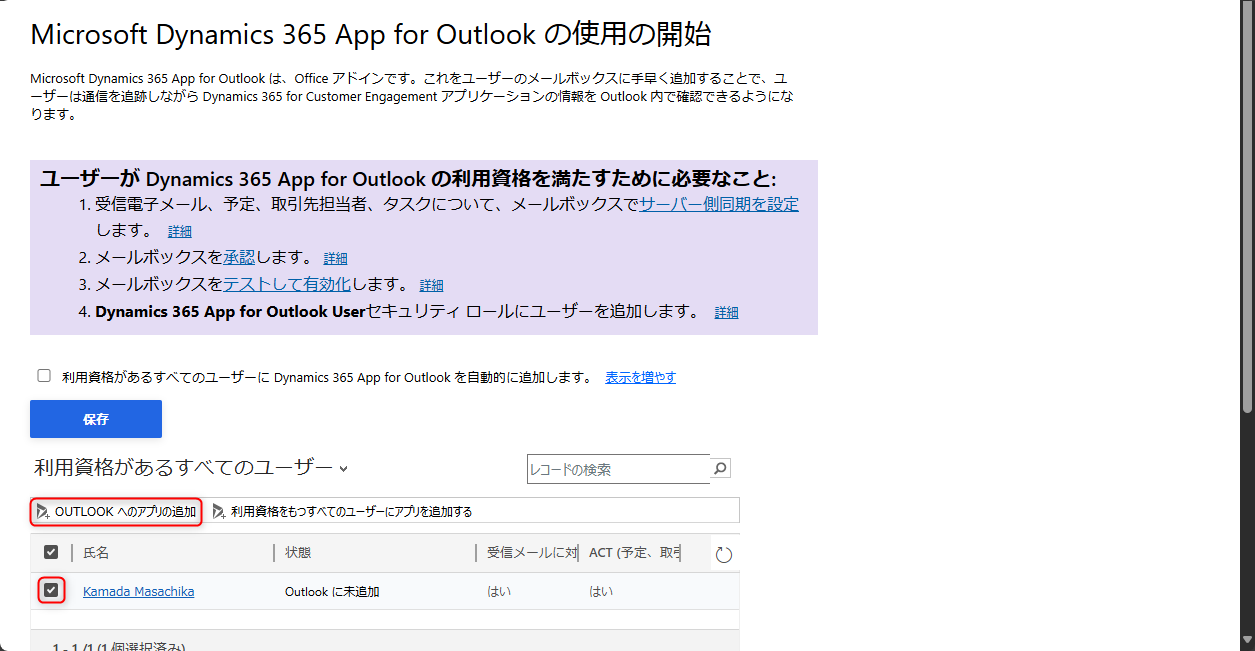 Microsoft Dynamics 365 App for Outlook の使用の開始
Microsoft Dynamics 365 App for Outlook は、Office アドインです。これをユーザーのメールボックスに手早く追加することで、ユ
ーザーは通信を追跡しながら Dynamics 365 for Customer Engagement アプリケーションの情報を Outlook 内で確認できるようにな
ります。
ユーザーが Dynamics 365 App for Outlook の利用資格を満たすために必要なこと:
1. 受信電子メール、予定、取引先担当者、タスクについて、メールボックスでサーバー側同期を設定
します。 詳細
2. メールボックスを承認します。 詳細
3. メールボックスをテストして有効化します。 詳細
4. Dynamics 365 App for Outlook Userセキュリティ ロールにユーザーを追加します。 詳細
利用資格があるすべてのユーザーに Dynamics 365 App for Outlook を自動的に追加します。 表示を増やす
保存
利用資格があるすべてのユーザー
レコードの検索
OUTLOOK へのアプリの追加 利用資格をもつすべてのユーザーにアプリを追加する
氏名 状態 受信メールに対 ACT (予定、取引
Kamada Masachika Outlook に未追加 はい はい
1 - 1 /1 (1 個選択済み)